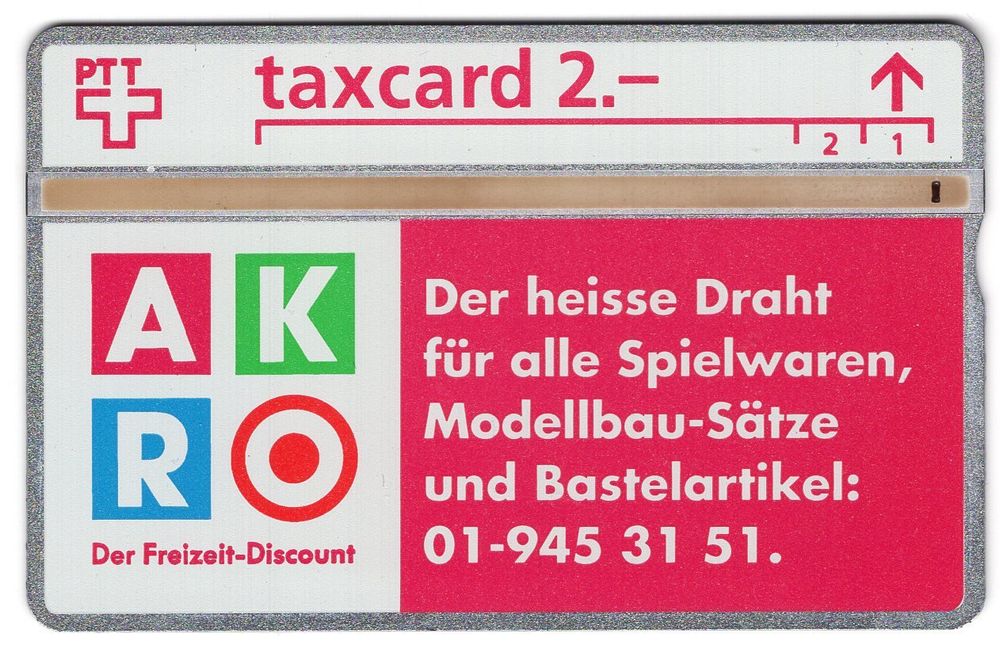 PTT
taxcard 2.–
2 1
A K
R O
Der Freizeit-Discount
Der heisse Draht
für alle Spielwaren,
Modellbau-Sätze
und Bastelartikel:
01-945 31 51.